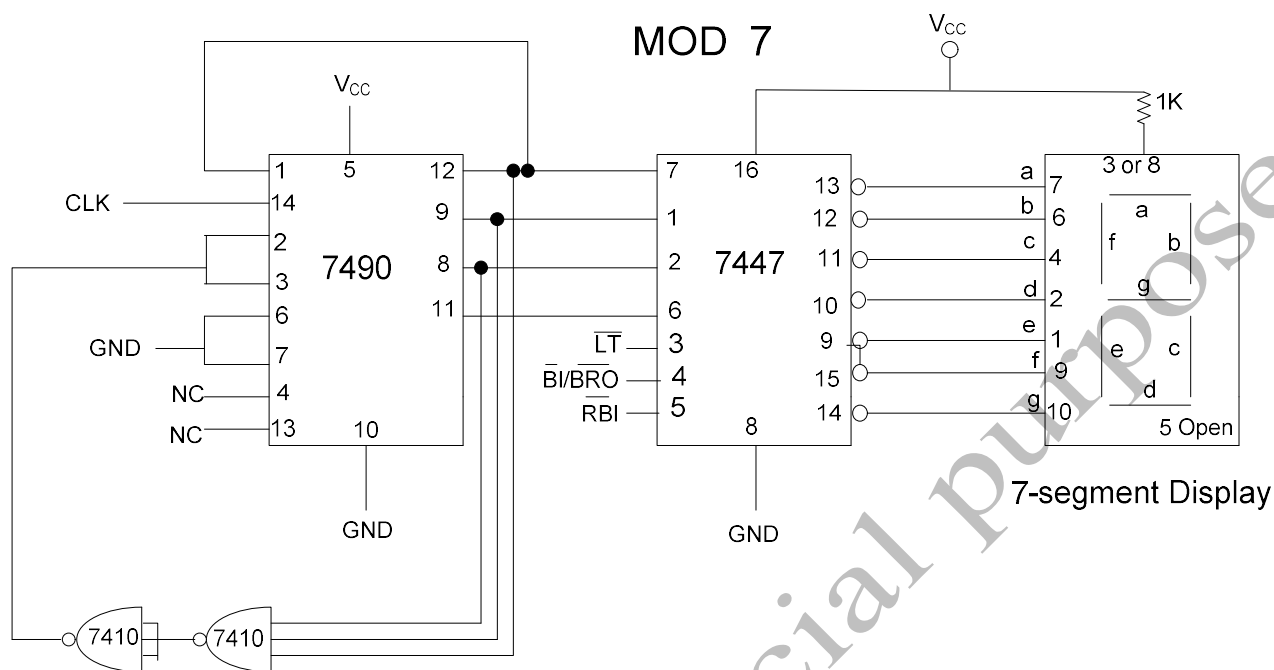 MOD 7
VCC
1K
VCC
1 5 12
14
9
2
7490
8
3
11
6
7
4
13
10
CLK
GND
NC
NC
GND
7 16
13
1
12
2
7447
11
10
6
9
3
15
4
14
5
8
LT
BI/BRO
RBI
GND
a
b
c
d
e
f
g
3 or 8
7
6
4
2
1
9
10
a
f b
g
e c
d
5 Open
7-segment Display
7410
7410
cial purpose